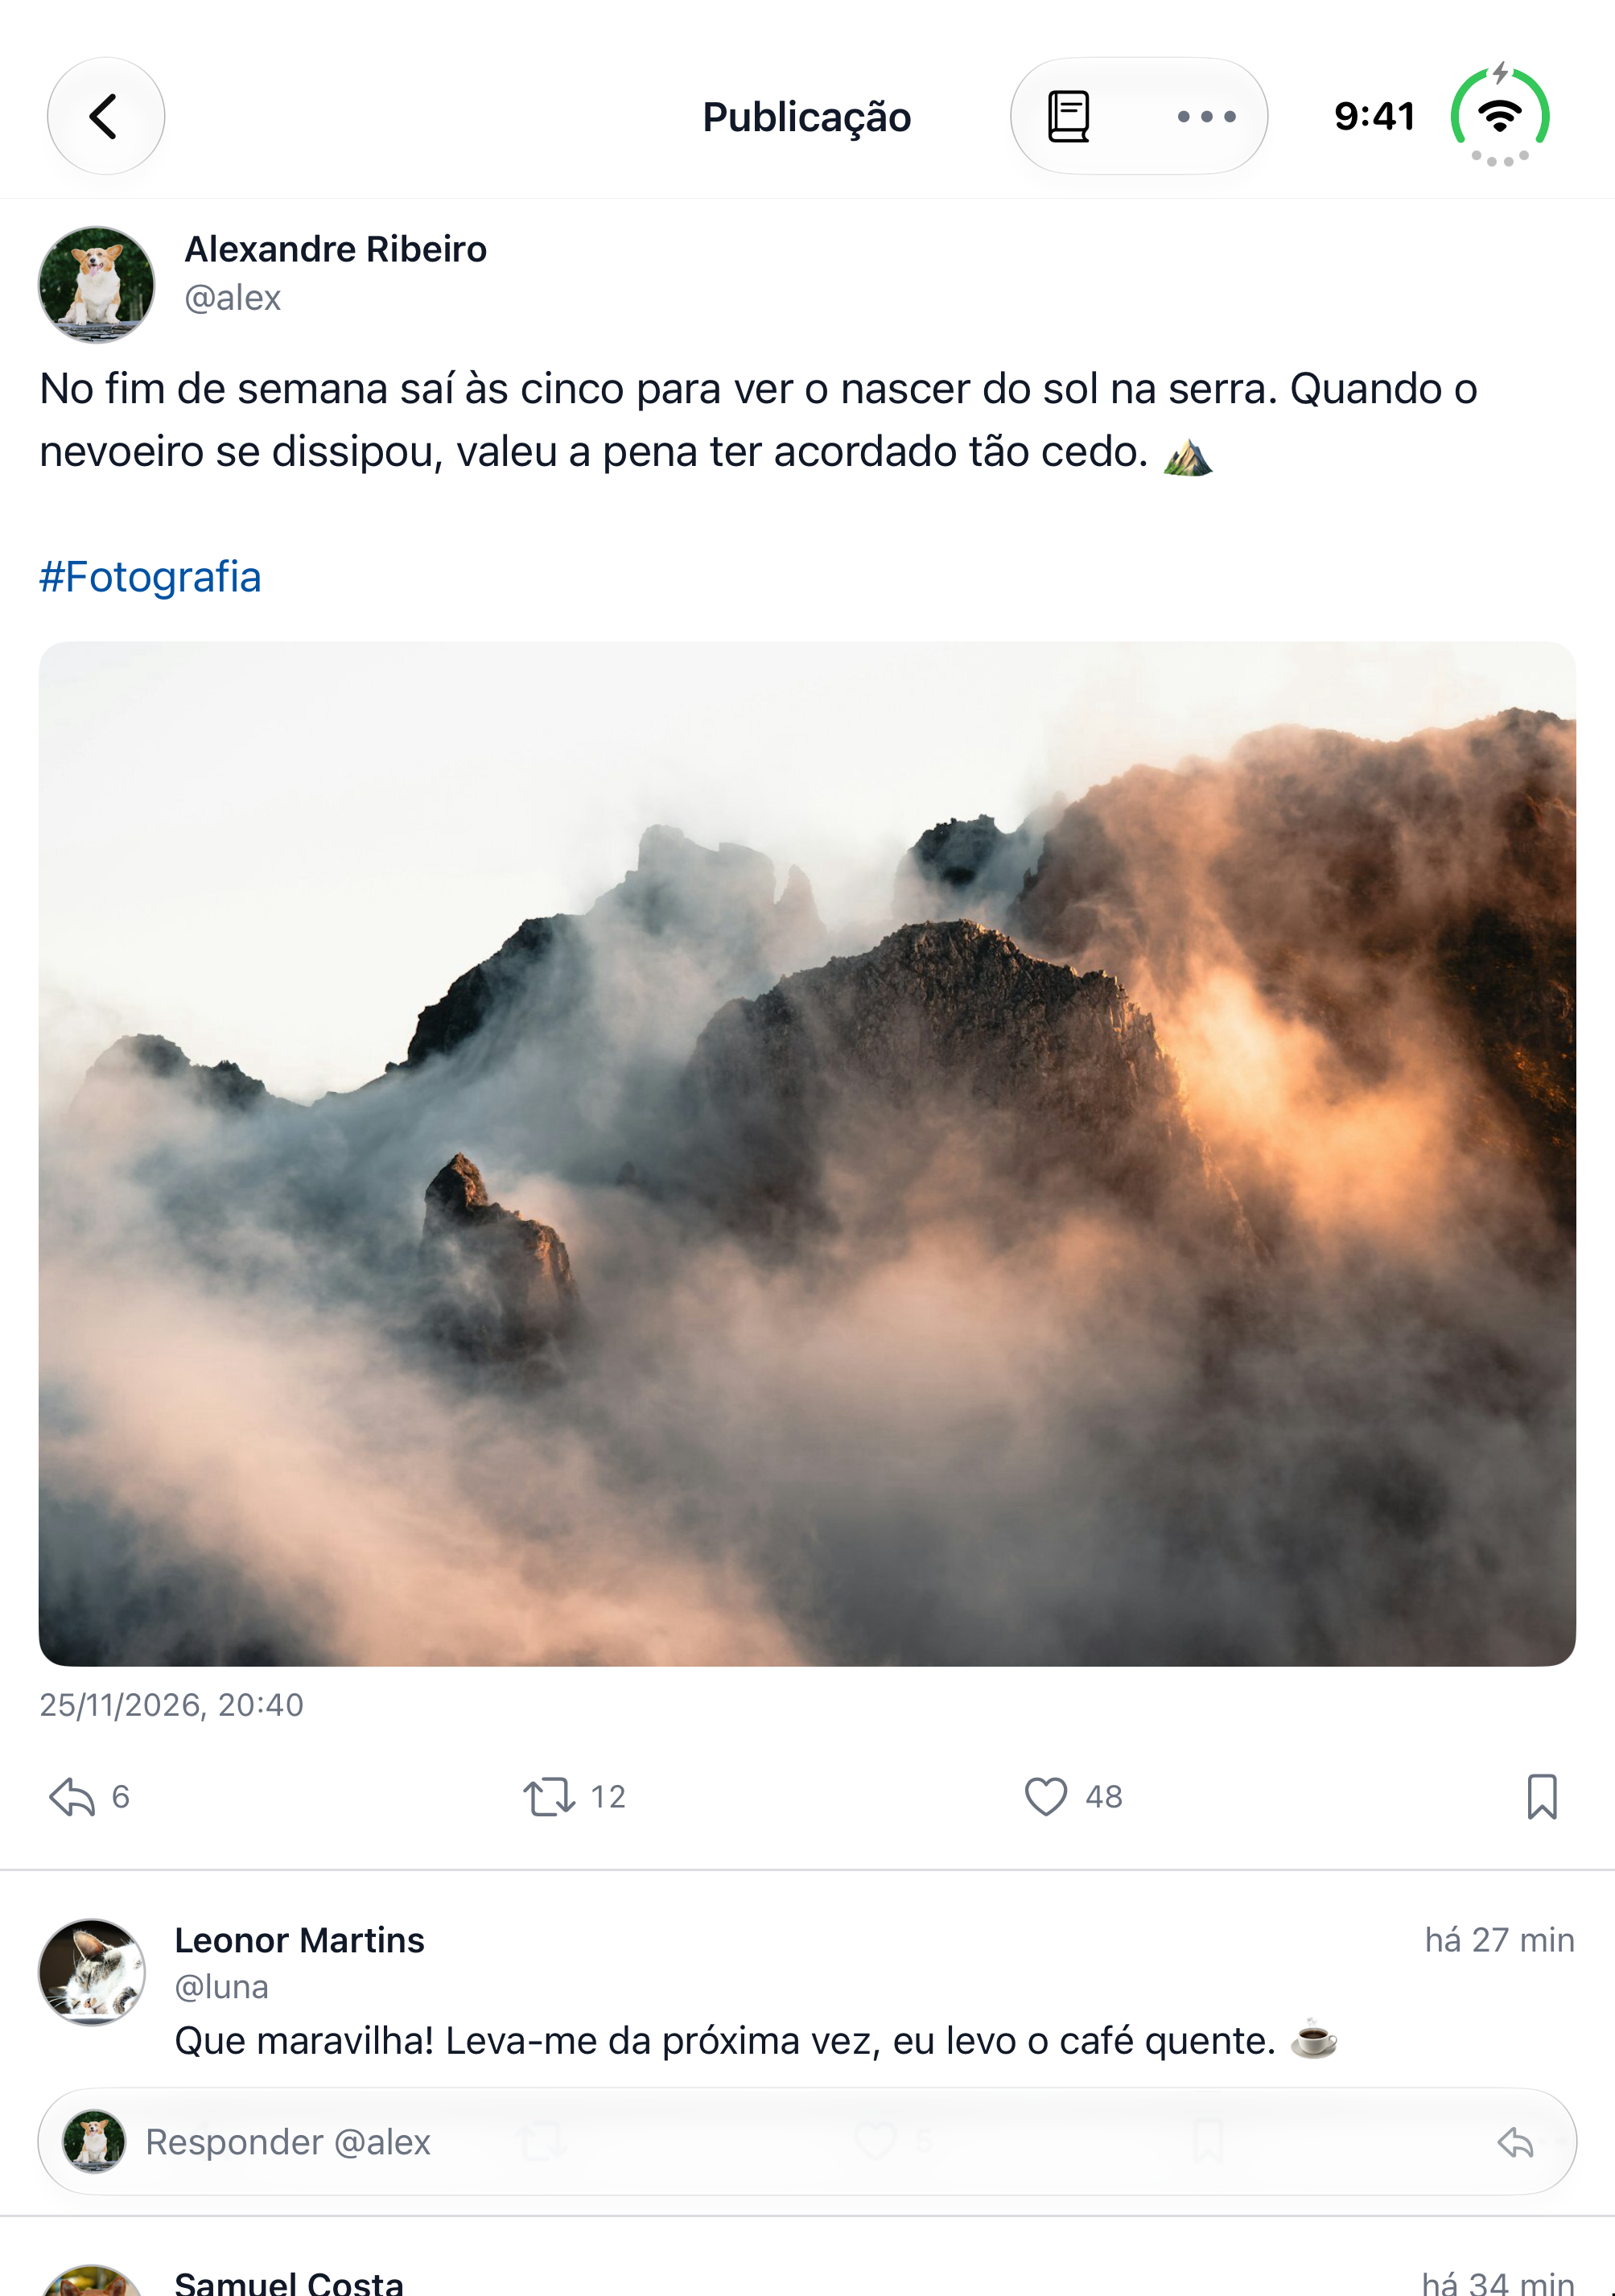 Publicação
9:41
Alexandre Ribeiro
@alex
No fim de semana saí às cinco para ver o nascer do sol na serra. Quando o
nevoeiro se dissipou, valeu a pena ter acordado tão cedo. ⛰️
#Fotografia
25/11/2026, 20:40
6 12 48
Leonor Martins há 27 min
@luna
Que maravilha! Leva-me da próxima vez, eu levo o café quente. ☕
Responder @alex 5
Samuel Costa há 34 min